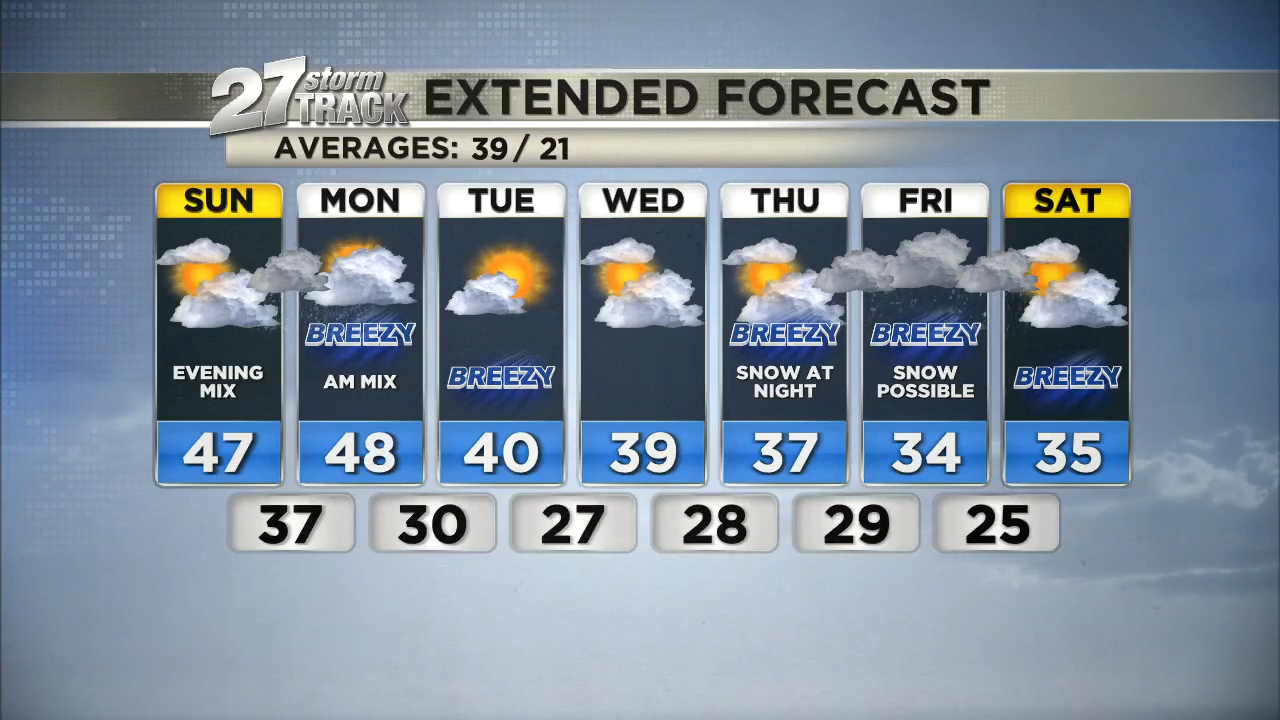 27 storm TRACK EXTENDED FORECAST
AVERAGES: 39 / 21
SUN MON TUE WED THU FRI SAT
BREEZY BREEZY BREEZY
EVENING MIX AM MIX BREEZY SNOW AT NIGHT SNOW POSSIBLE BREEZY
47 48 40 39 37 34 35
37 30 27 28 29 25